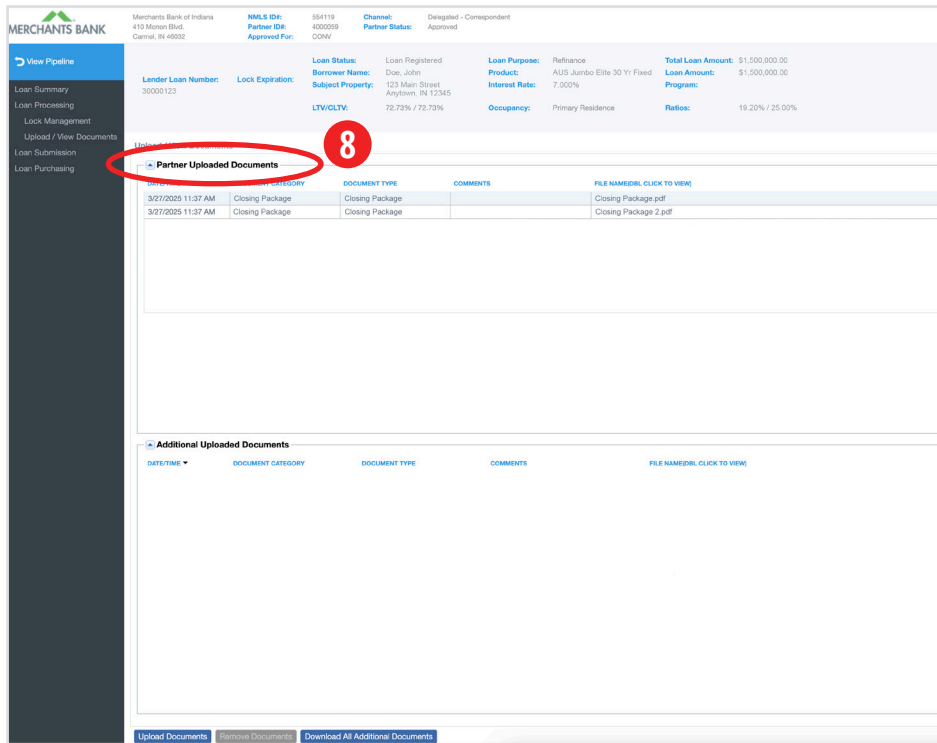 MERCHANTS BANK
Merchants Bank of Indiana NMLS ID#: 554119 Channel: Delegated - Correspondent
410 Monon Blvd. Partner ID#: 4000059 Partner Status: Approved
Carmel, IN 46032 Approved For: CONV
View Pipeline
Loan Summary
Loan Processing
Lock Management
Upload / View Documents
Loan Submission
Loan Purchasing
Lender Loan Number: Lock Expiration:
30000123
Loan Status: Loan Registered Loan Purpose: Refinance Total Loan Amount: $1,500,000.00
Borrower Name: Doe, John Product: AUS Jumbo Elite 30 Yr Fixed Loan Amount: $1,500,000.00
Subject Property: 123 Main Street Interest Rate: 7.000% Program:
Anytown, IN 12345
LTV/CLTV: 72.73% / 72.73% Occupancy: Primary Residence Ratios: 19.20% / 25.00%
8
Partner Uploaded Documents
DOCUMENT CATEGORY DOCUMENT TYPE COMMENTS FILE NAME(DBL CLICK TO VIEW)
3/27/2025 11:37 AM Closing Package Closing Package Closing Package.pdf
3/27/2025 11:37 AM Closing Package Closing Package Closing Package 2.pdf
Additional Uploaded Documents
DATE/TIME DOCUMENT CATEGORY DOCUMENT TYPE COMMENTS FILE NAME(DBL CLICK TO VIEW)
Upload Documents Remove Documents Download All Additional Documents